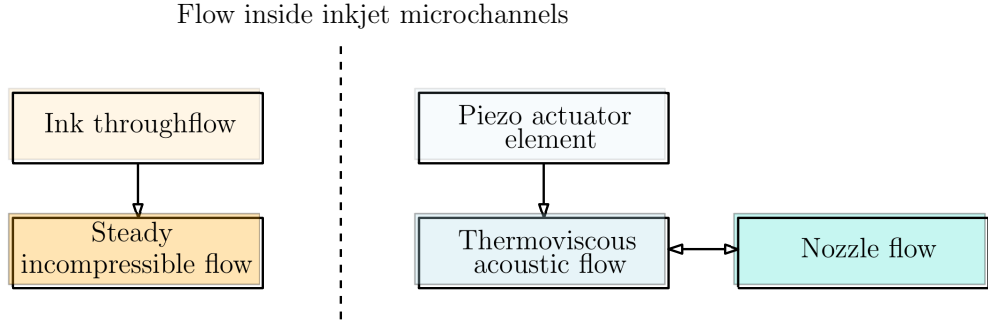 Flow inside inkjet microchannels
Ink throughflow
Steady
incompressible flow
Piezo actuator
element
Thermoviscous
acoustic flow
Nozzle flow